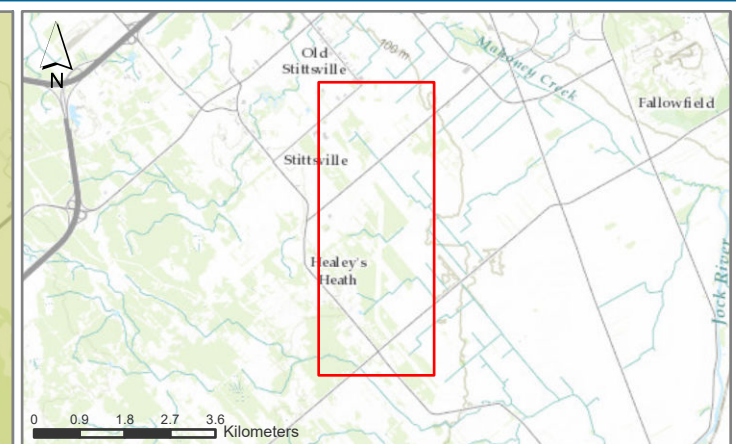 N
Old
Stittsville
100 m
Mahoney Creek
Fallowfield
Stittsville
Healey's
Heath
Jock River
0 0.9 1.8 2.7 3.6
Kilometers